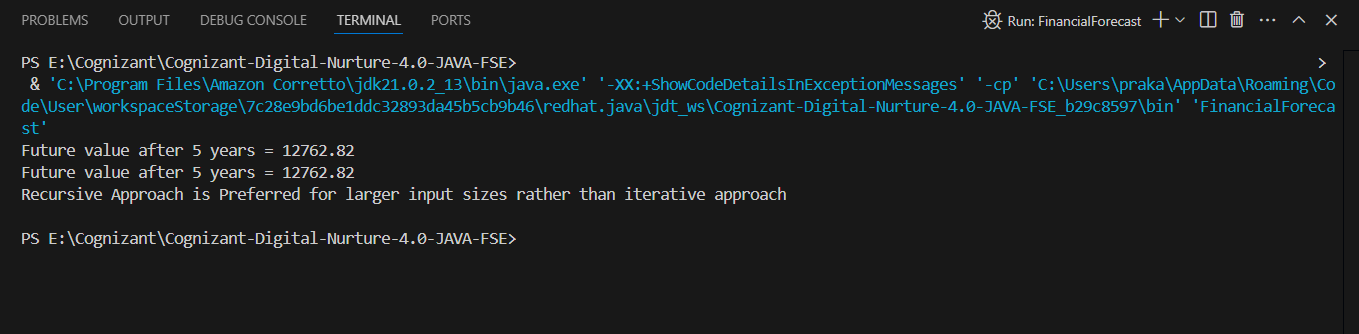 PROBLEMS OUTPUT DEBUG CONSOLE TERMINAL PORTS Run: FinancialForecast
PS E:\Cognizant\Cognizant-Digital-Nurture-4.0-JAVA-FSE>
& 'C:\Program Files\Amazon Corretto\jdk21.0.2_13\bin\java.exe' '-XX:+ShowCodeDetailsInExceptionMessages' '-cp' 'C:\Users\praka\AppData\Roaming\Co
de\User\workspaceStorage\7c28e9bd6be1ddc32893da45b5cb9b46\redhat.java\jdt_ws\Cognizant-Digital-Nurture-4.0-JAVA-FSE_b29c8597\bin' 'FinancialForeca
st'
Future value after 5 years = 12762.82
Future value after 5 years = 12762.82
Recursive Approach is Preferred for larger input sizes rather than iterative approach
PS E:\Cognizant\Cognizant-Digital-Nurture-4.0-JAVA-FSE>